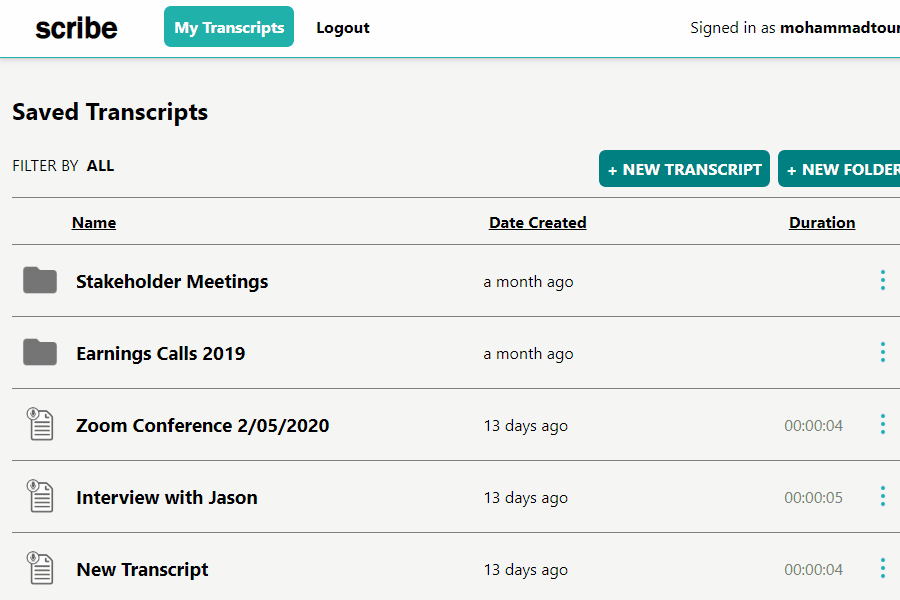 scribe My Transcripts Logout Signed in as
Saved Transcripts
FILTER BY ALL + NEW TRANSCRIPT + NEW FOLDER
Name Date Created Duration
Stakeholder Meetings a month ago
Earnings Calls 2019 a month ago
Zoom Conference 2/05/2020 13 days ago 00:00:04
Interview with Jason 13 days ago 00:00:05
New Transcript 13 days ago 00:00:04